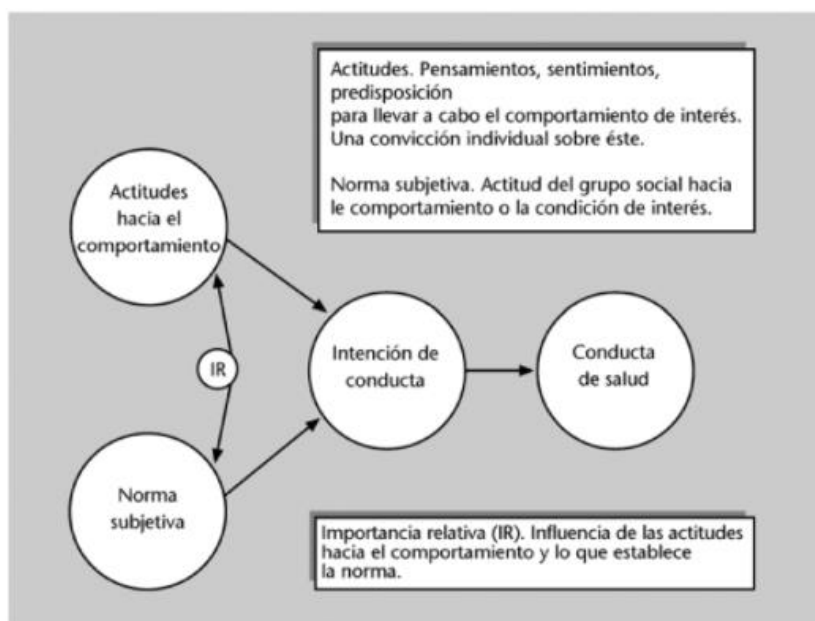 Actitudes. Pensamientos, sentimientos,
predisposición
para llevar a cabo el comportamiento de interés.
Una convicción individual sobre éste.
Norma subjetiva. Actitud del grupo social hacia
le comportamiento o la condición de interés.
Actitudes
hacia el
comportamiento
IR
Intención de
conducta
Conducta
de salud
Norma
subjetiva
Importancia relativa (IR). Influencia de las actitudes
hacia el comportamiento y lo que establece
la norma.